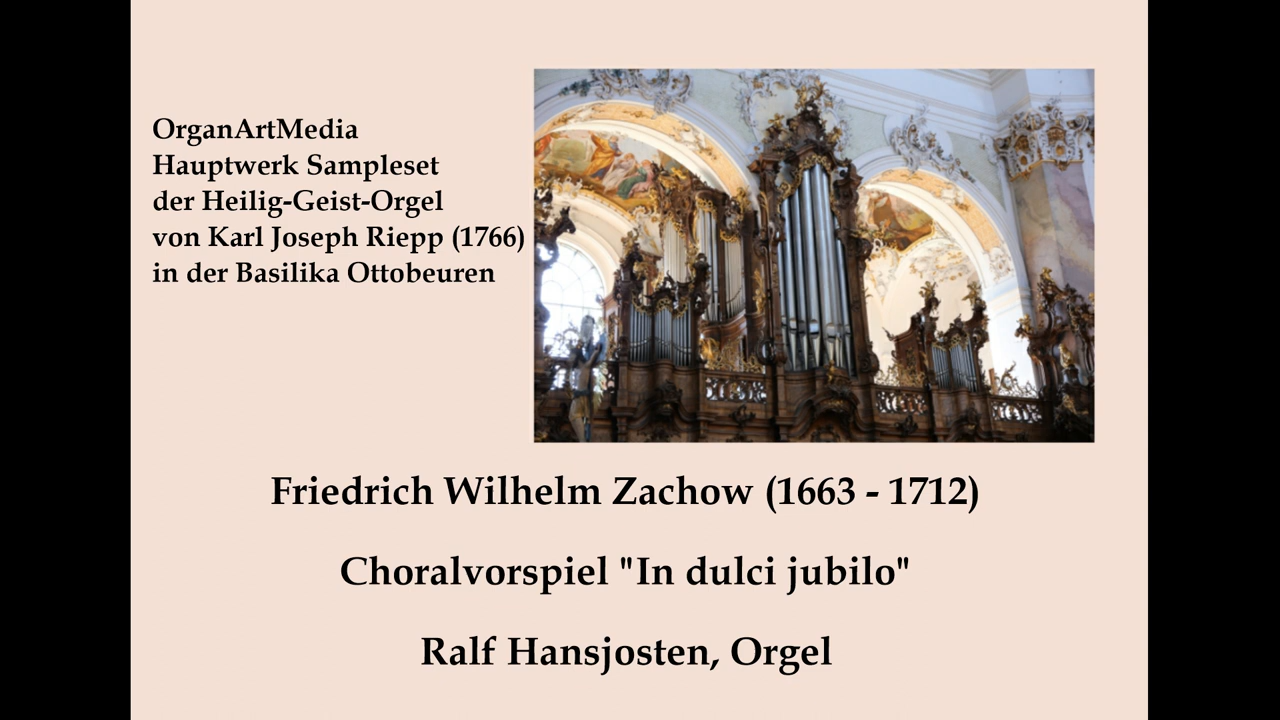 OrganArtMedia
Hauptwerk Sampleset
der Heilig-Geist-Orgel
von Karl Joseph Riepp (1766)
in der Basilika Ottobeuren
Friedrich Wilhelm Zachow (1663 - 1712)
Choralvorspiel "In dulci jubilo"
Ralf Hansjosten, Orgel